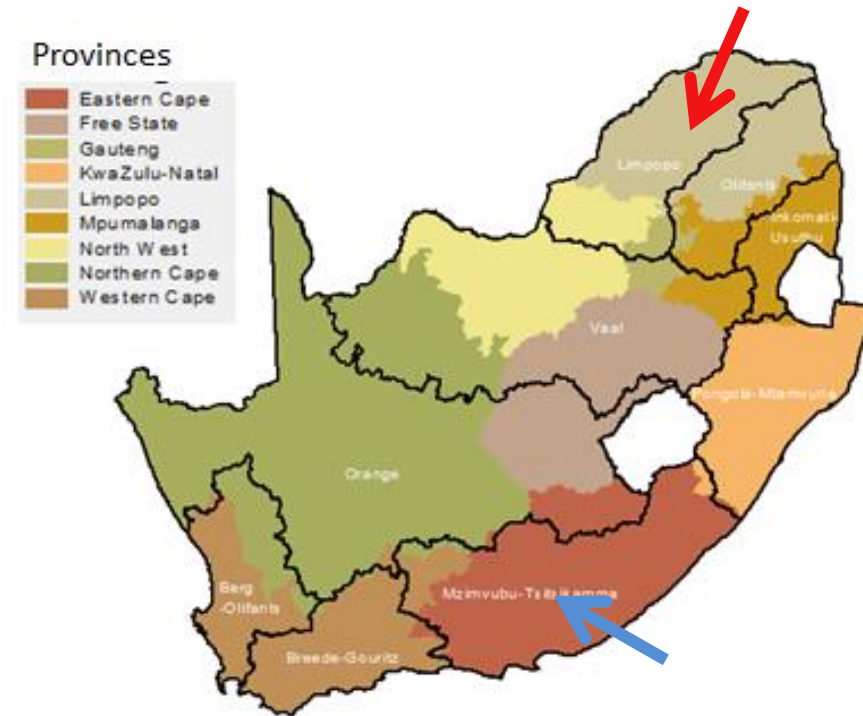 Provinces
Eastern Cape
Free State
Gauteng
KwaZulu-Natal
Limpopo
Mpumalanga
North West
Northern Cape
Western Cape
Limpopo
Olifants
Inkomati-
Usuthu
Vaal
Pongola-Mtamvuna
Orange
Berg
-Olifants
Mzimvubu-Tsitsikamma
Breede-Gouritz